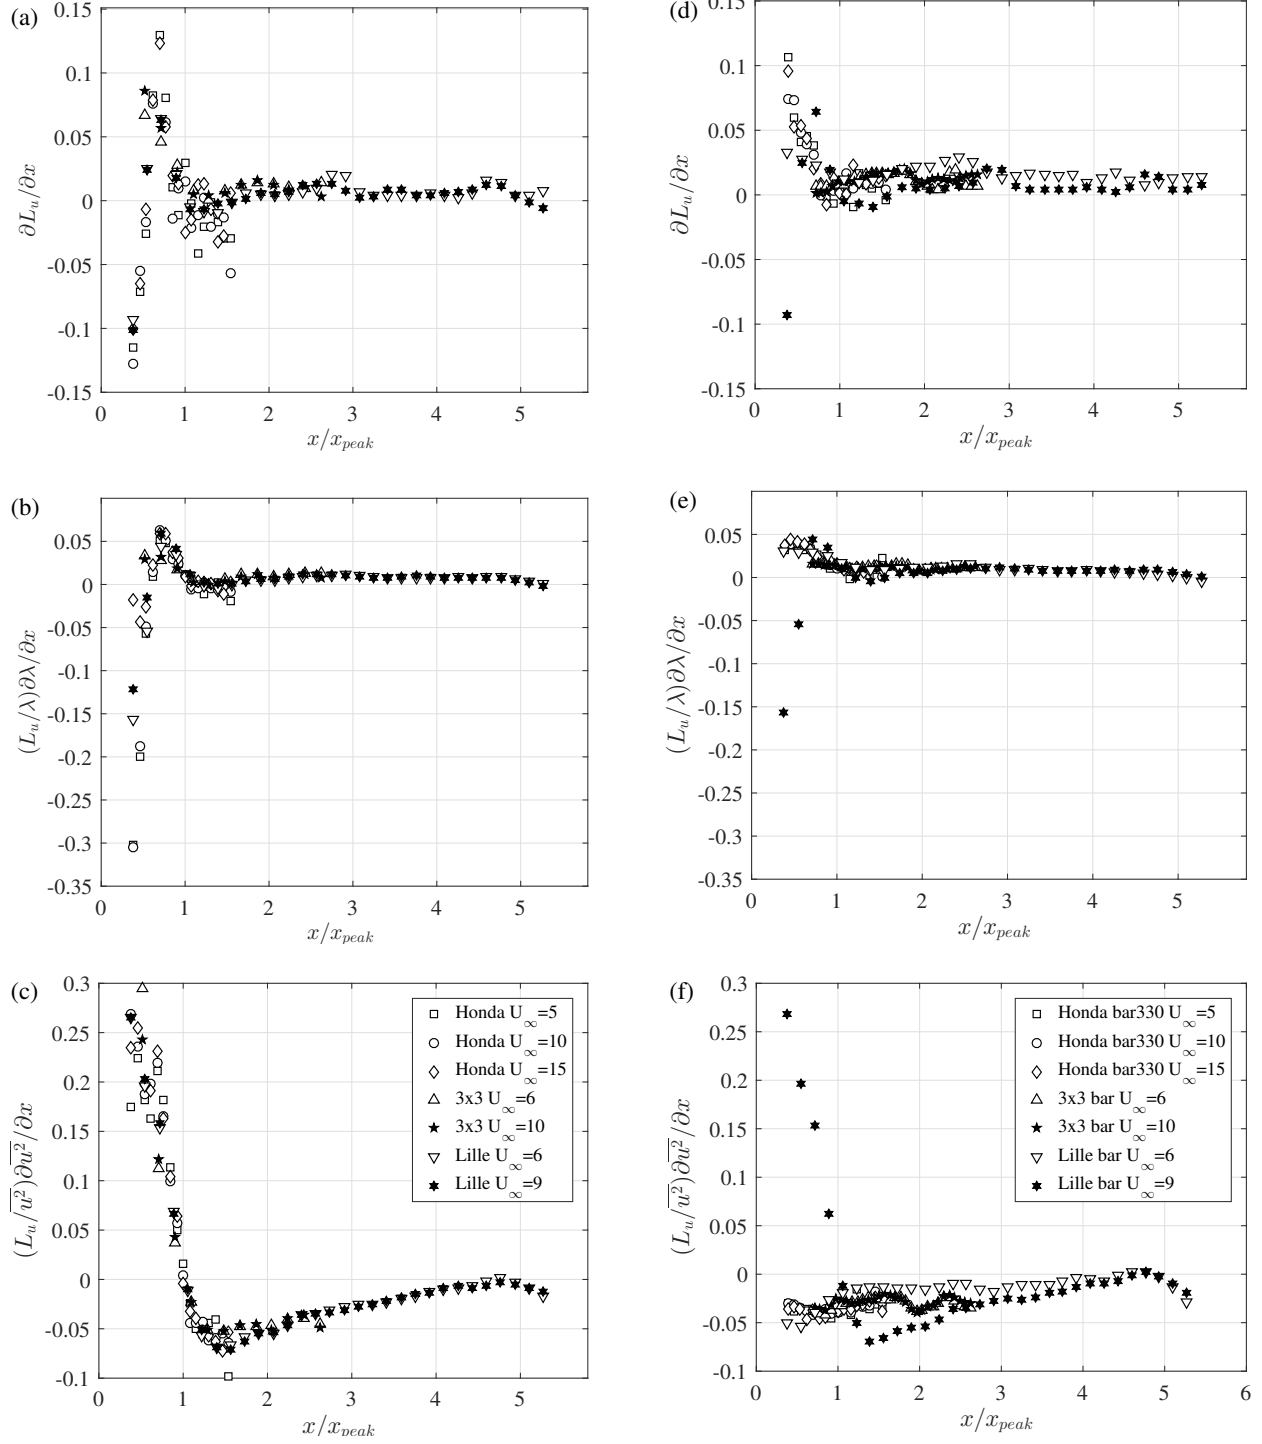 (a)
0.15
0.1
0.05
0
-0.05
-0.1
-0.15
∂L_u/∂x
0 1 2 3 4 5
x/x_peak
(b)
0.05
0
-0.05
-0.1
-0.15
-0.2
-0.25
-0.3
-0.35
(L_u/λ)∂λ/∂x
0 1 2 3 4 5
x/x_peak
(c)
0.3
0.25
0.2
0.15
0.1
0.05
0
-0.05
-0.1
(L_u/\overline{u^2})∂\overline{u^2}/∂x
Honda U_∞=5
Honda U_∞=10
Honda U_∞=15
3x3 U_∞=6
3x3 U_∞=10
Lille U_∞=6
Lille U_∞=9
0 1 2 3 4 5
x/x_peak
(d)
0.15
0.1
0.05
0
-0.05
-0.1
-0.15
∂L_u/∂x
0 1 2 3 4 5
x/x_peak
(e)
0.05
0
-0.05
-0.1
-0.15
-0.2
-0.25
-0.3
-0.35
(L_u/λ)∂λ/∂x
0 1 2 3 4 5
x/x_peak
(f)
0.3
0.25
0.2
0.15
0.1
0.05
0
-0.05
-0.1
(L_u/\overline{u^2})∂\overline{u^2}/∂x
Honda bar330 U_∞=5
Honda bar330 U_∞=10
Honda bar330 U_∞=15
3x3 bar U_∞=6
3x3 bar U_∞=10
Lille bar U_∞=6
Lille bar U_∞=9
0 1 2 3 4 5 6
x/x_peak